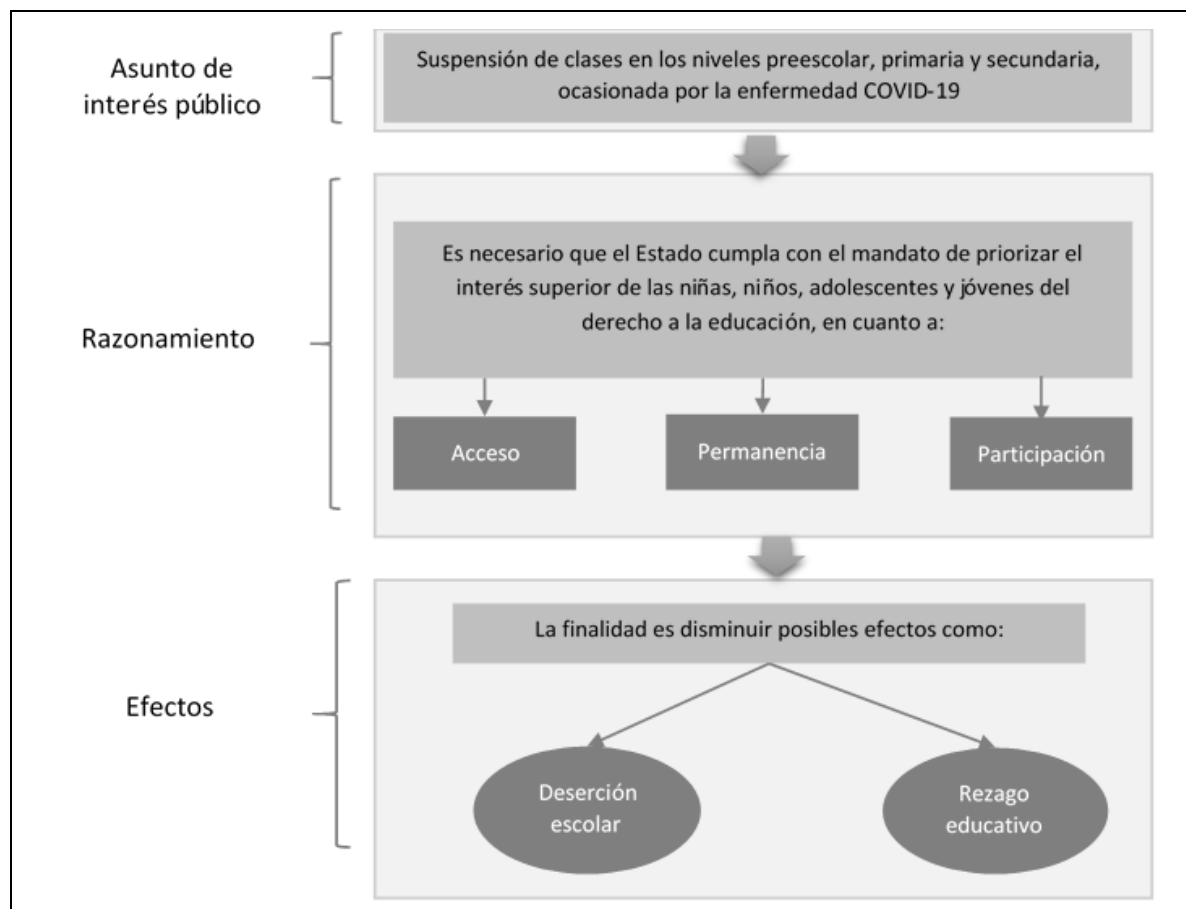 Asunto de
interés público
Suspensión de clases en los niveles preescolar, primaria y secundaria,
ocasionada por la enfermedad COVID-19
Razonamiento
Es necesario que el Estado cumpla con el mandato de priorizar el
interés superior de las niñas, niños, adolescentes y jóvenes del
derecho a la educación, en cuanto a:
Acceso
Permanencia
Participación
Efectos
La finalidad es disminuir posibles efectos como:
Deserción
escolar
Rezago
educativo